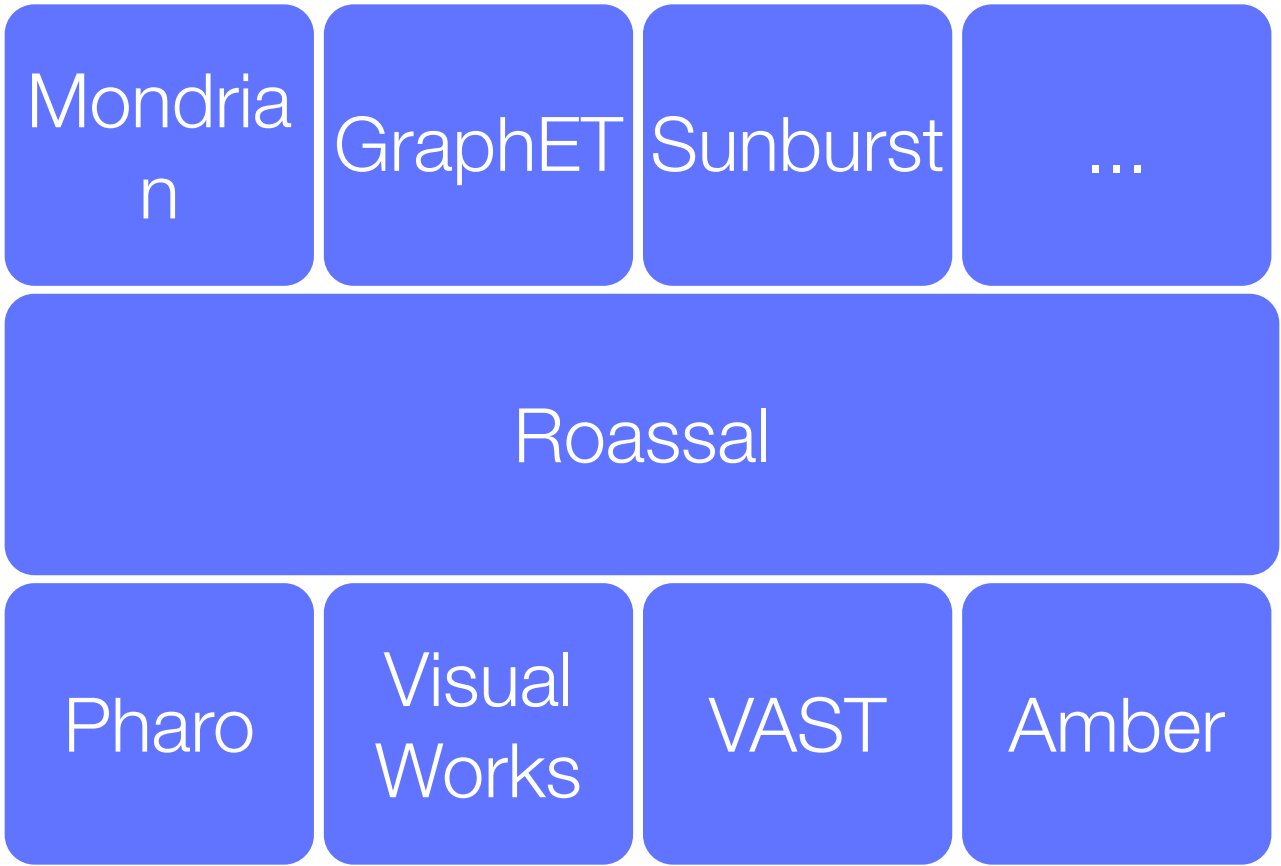 Mondria
n
GraphET
Sunburst
...
Roassal
Pharo
Visual
Works
VAST
Amber